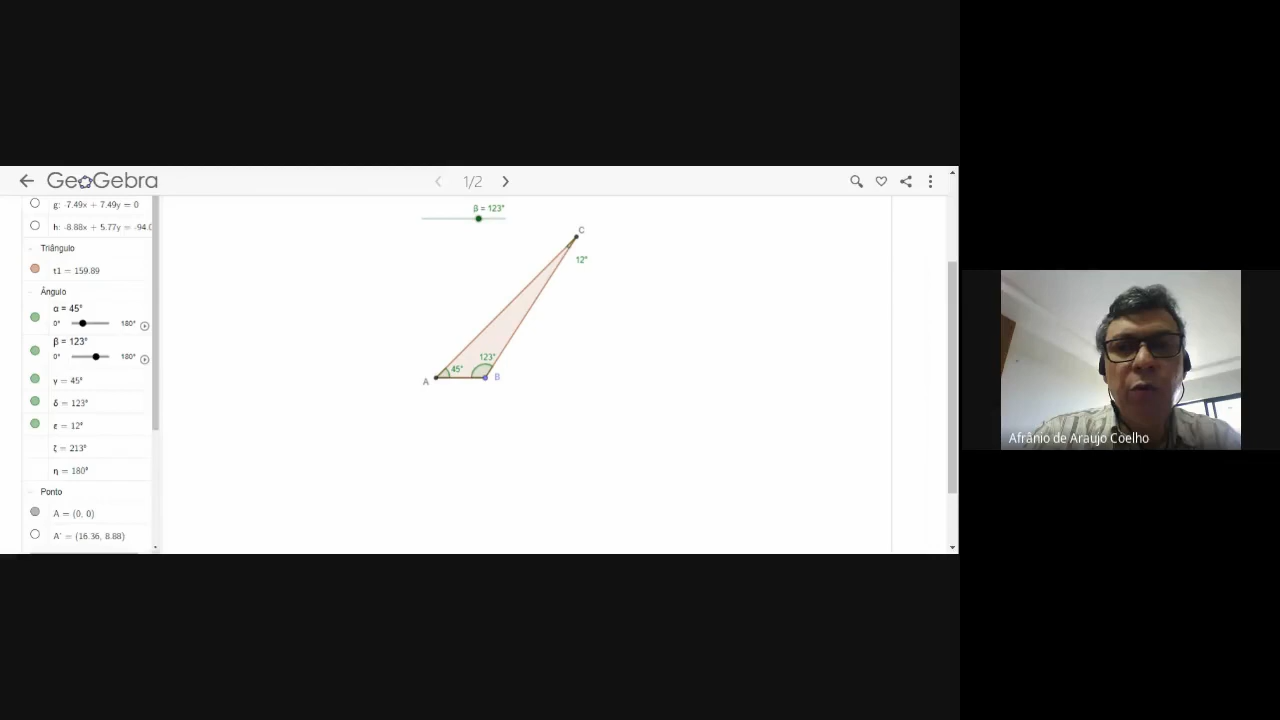 GeoGebra
1/2
g: -7.49x + 7.49y = 0
h: -8.88x + 5.77y = -94.0
Triângulo
t1 = 159.89
Ângulo
α = 45°
0° 180°
β = 123°
0° 180°
γ = 45°
δ = 123°
ε = 12°
ζ = 213°
η = 180°
Ponto
A = (0, 0)
A´ = (16.36, 8.88)
β = 123°
C
12°
123°
45°
A
B
Afrânio de Araujo Coelho